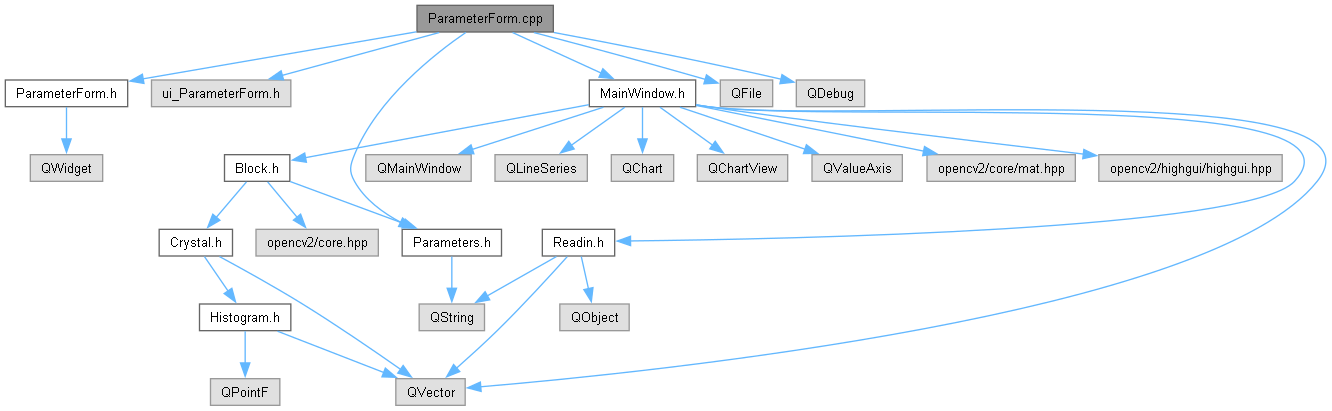 ParameterForm.cpp
ParameterForm.h
ui_ParameterForm.h
MainWindow.h
QFile
QDebug
QWidget
Block.h
QMainWindow
QLineSeries
QChart
QChartView
QValueAxis
opencv2/core/mat.hpp
opencv2/highgui/highgui.hpp
Crystal.h
opencv2/core.hpp
Parameters.h
Readin.h
Histogram.h
QString
QObject
QPointF
QVector